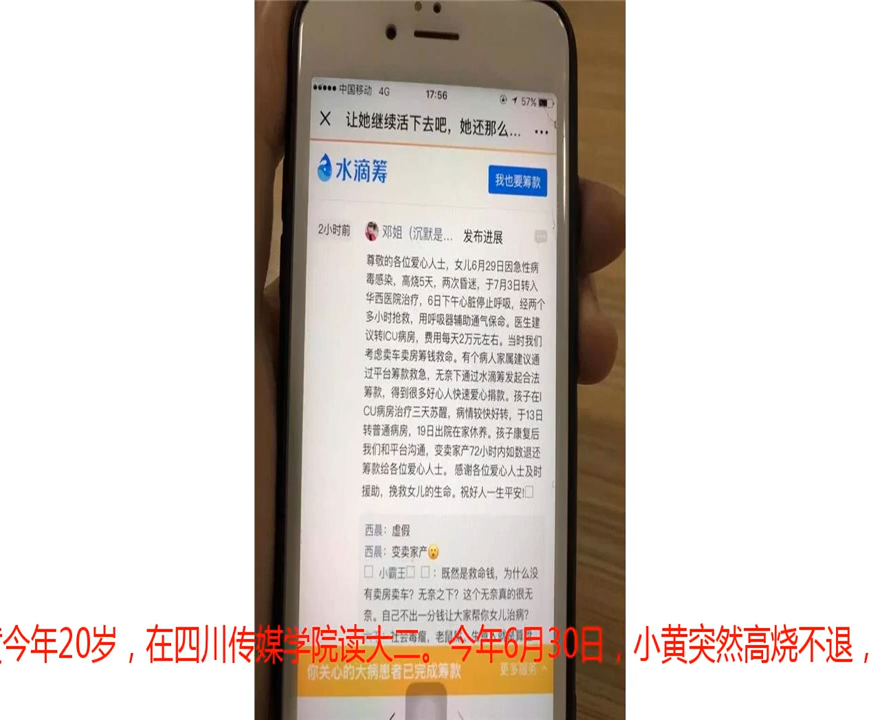 中国移动 4G 17:56 57%
让她继续活下去吧，她还那么...
水滴筹
我也要筹款
2小时前 邓姐（沉默是... 发布进展
尊敬的各位爱心人士，女儿6月29日因急性病
毒感染，高烧5天，两次昏迷，于7月3日转入
华西医院治疗，6日下午心脏停止呼吸，经两个
多小时抢救，用呼吸器辅助通气保命。医生建
议转ICU病房，费用每天2万元左右。当时我们
考虑卖车卖房筹钱救命。有个病人家属建议通
过平台筹款救急，无奈下通过水滴筹发起合法
筹款，得到很多好心人快速爱心捐款。孩子在I
CU病房治疗三天苏醒，病情较快好转，于13日
转普通病房，19日出院在家休养。孩子康复后
我们和平台沟通，变卖家产72小时内如数退还
筹款给各位爱心人士。感谢各位爱心人士及时
援助，挽救女儿的生命。祝好人一生平安!
西晨：虚假
西晨：变卖家产😮
小霸王：既然是救命钱，为什么没
有卖房卖车？无奈之下？这个无奈真的很无
奈。自己不出一分钱让大家帮你女儿治病？
社会毒瘤，老鼠
今年20岁，在四川传媒学院读大二。今年6月30日，小黄突然高烧不退，
你关心的大病患者已完成筹款 更多服务